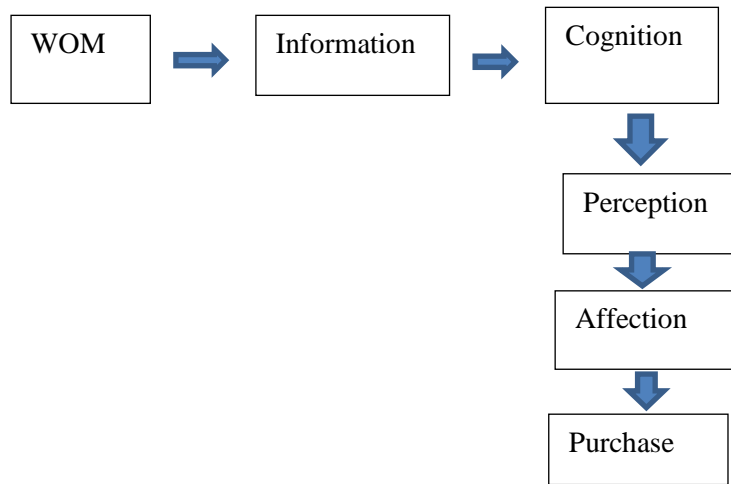 WOM
Information
Cognition
Perception
Affection
Purchase